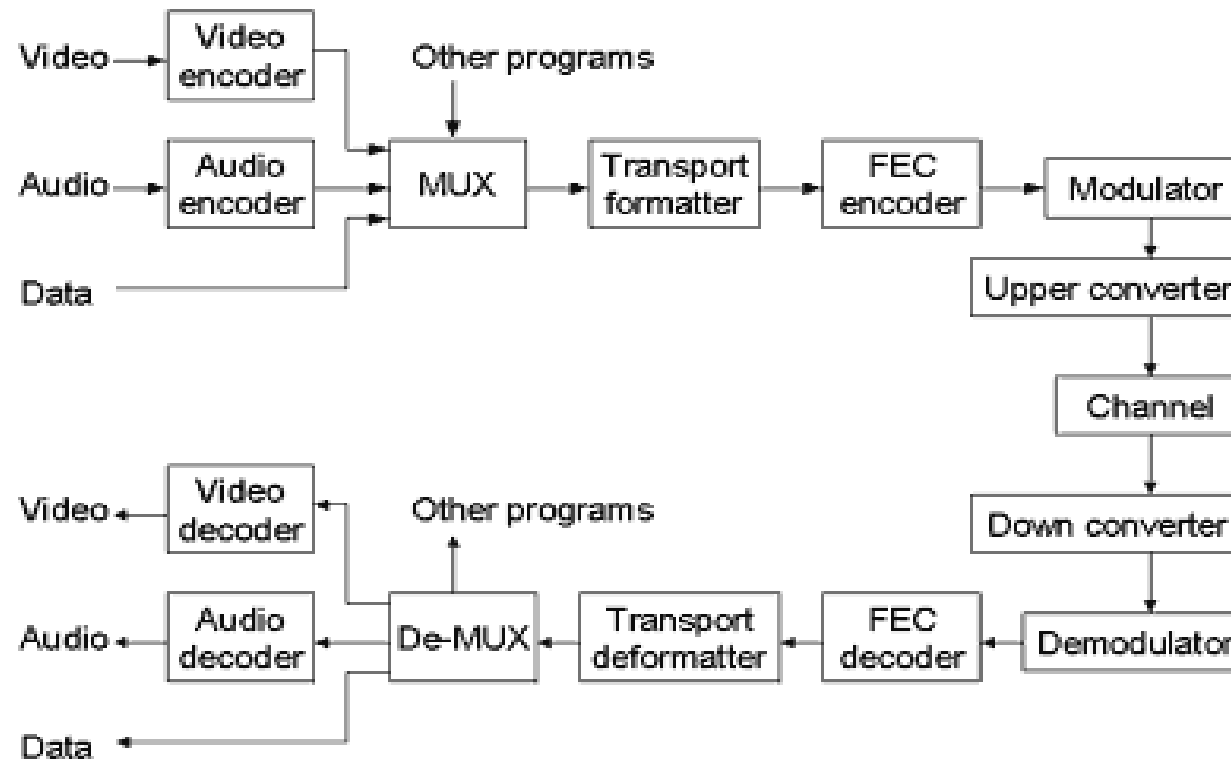 Video
Video
encoder
Other programs
Audio
Audio
encoder
MUX
Transport
formatter
FEC
encoder
Modulator
Data
Upper converter
Channel
Video
Video
decoder
Other programs
Down converter
Audio
Audio
decoder
De-MUX
Transport
deformatter
FEC
decoder
Demodulator
Data